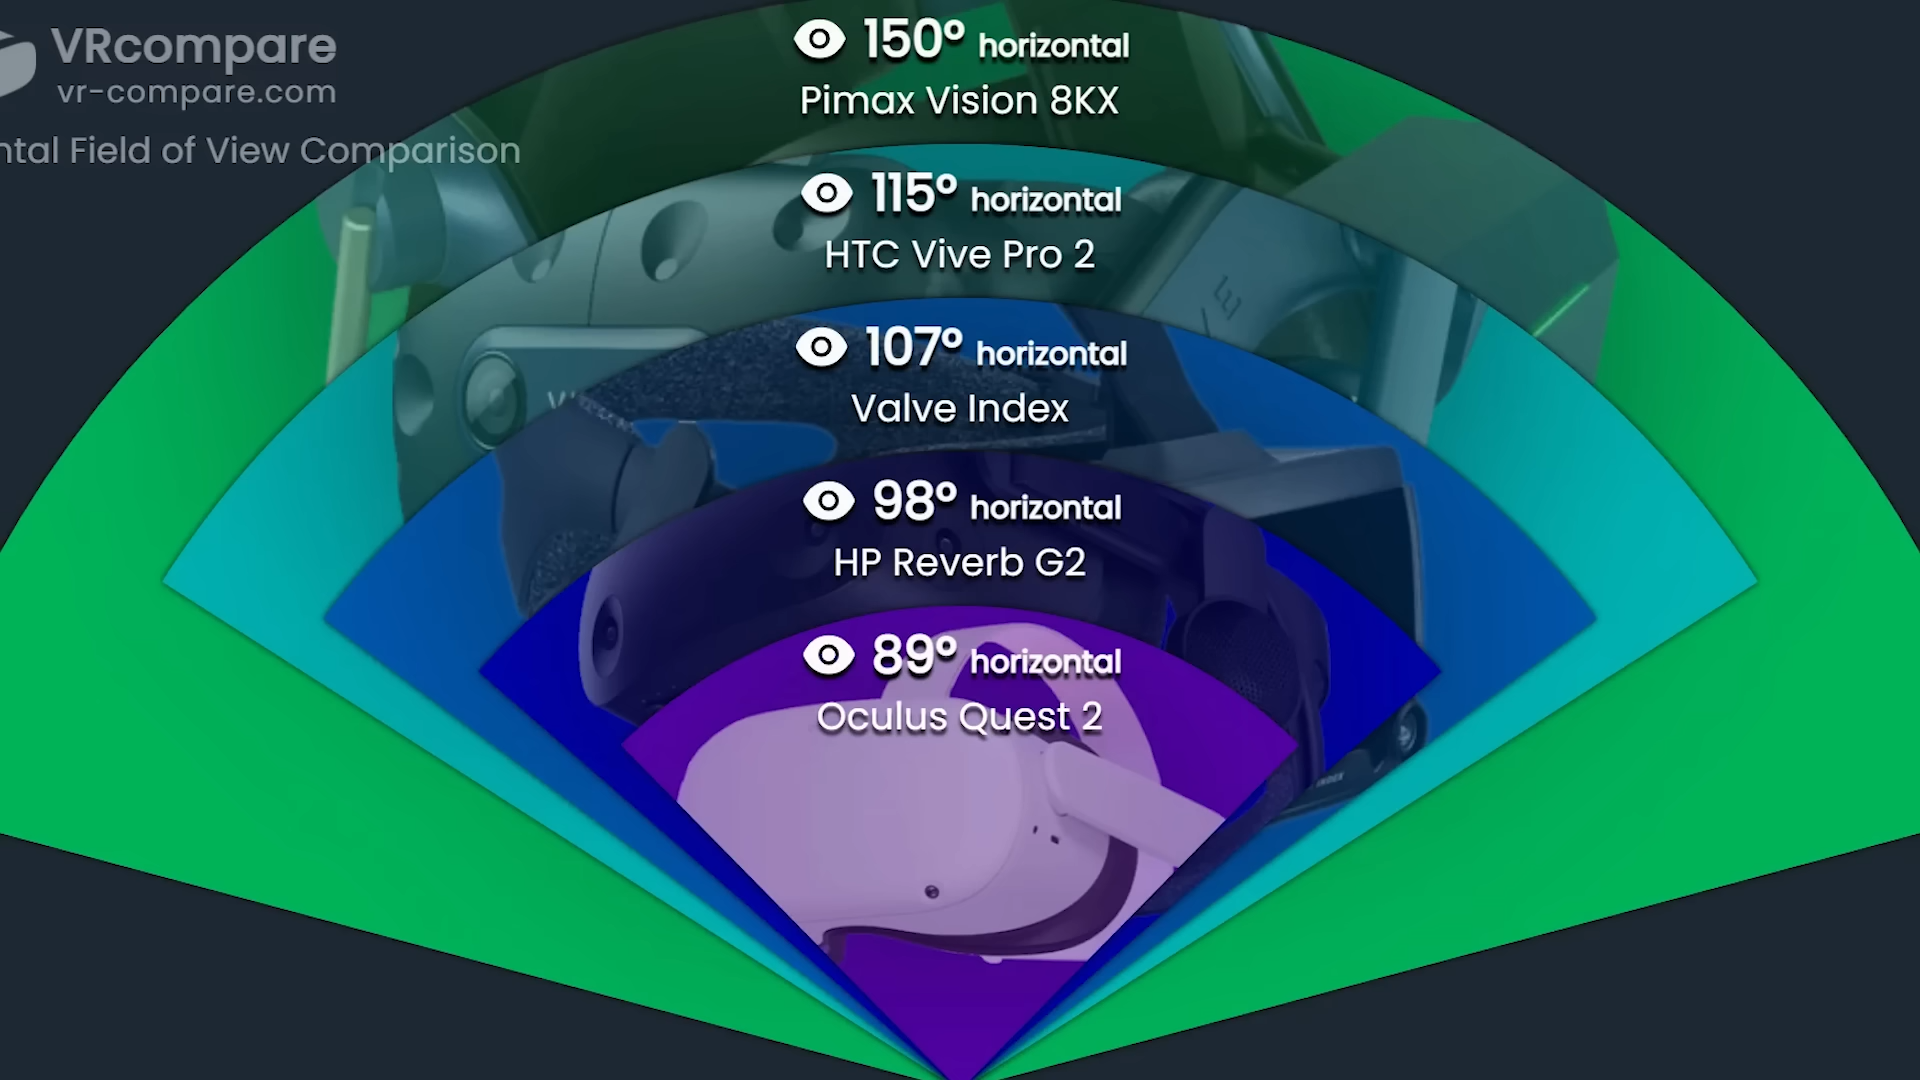 VRcompare
vr-compare.com
ntal Field of View Comparison
150° horizontal
Pimax Vision 8KX
115° horizontal
HTC Vive Pro 2
107° horizontal
Valve Index
98° horizontal
HP Reverb G2
89° horizontal
Oculus Quest 2
INDEX